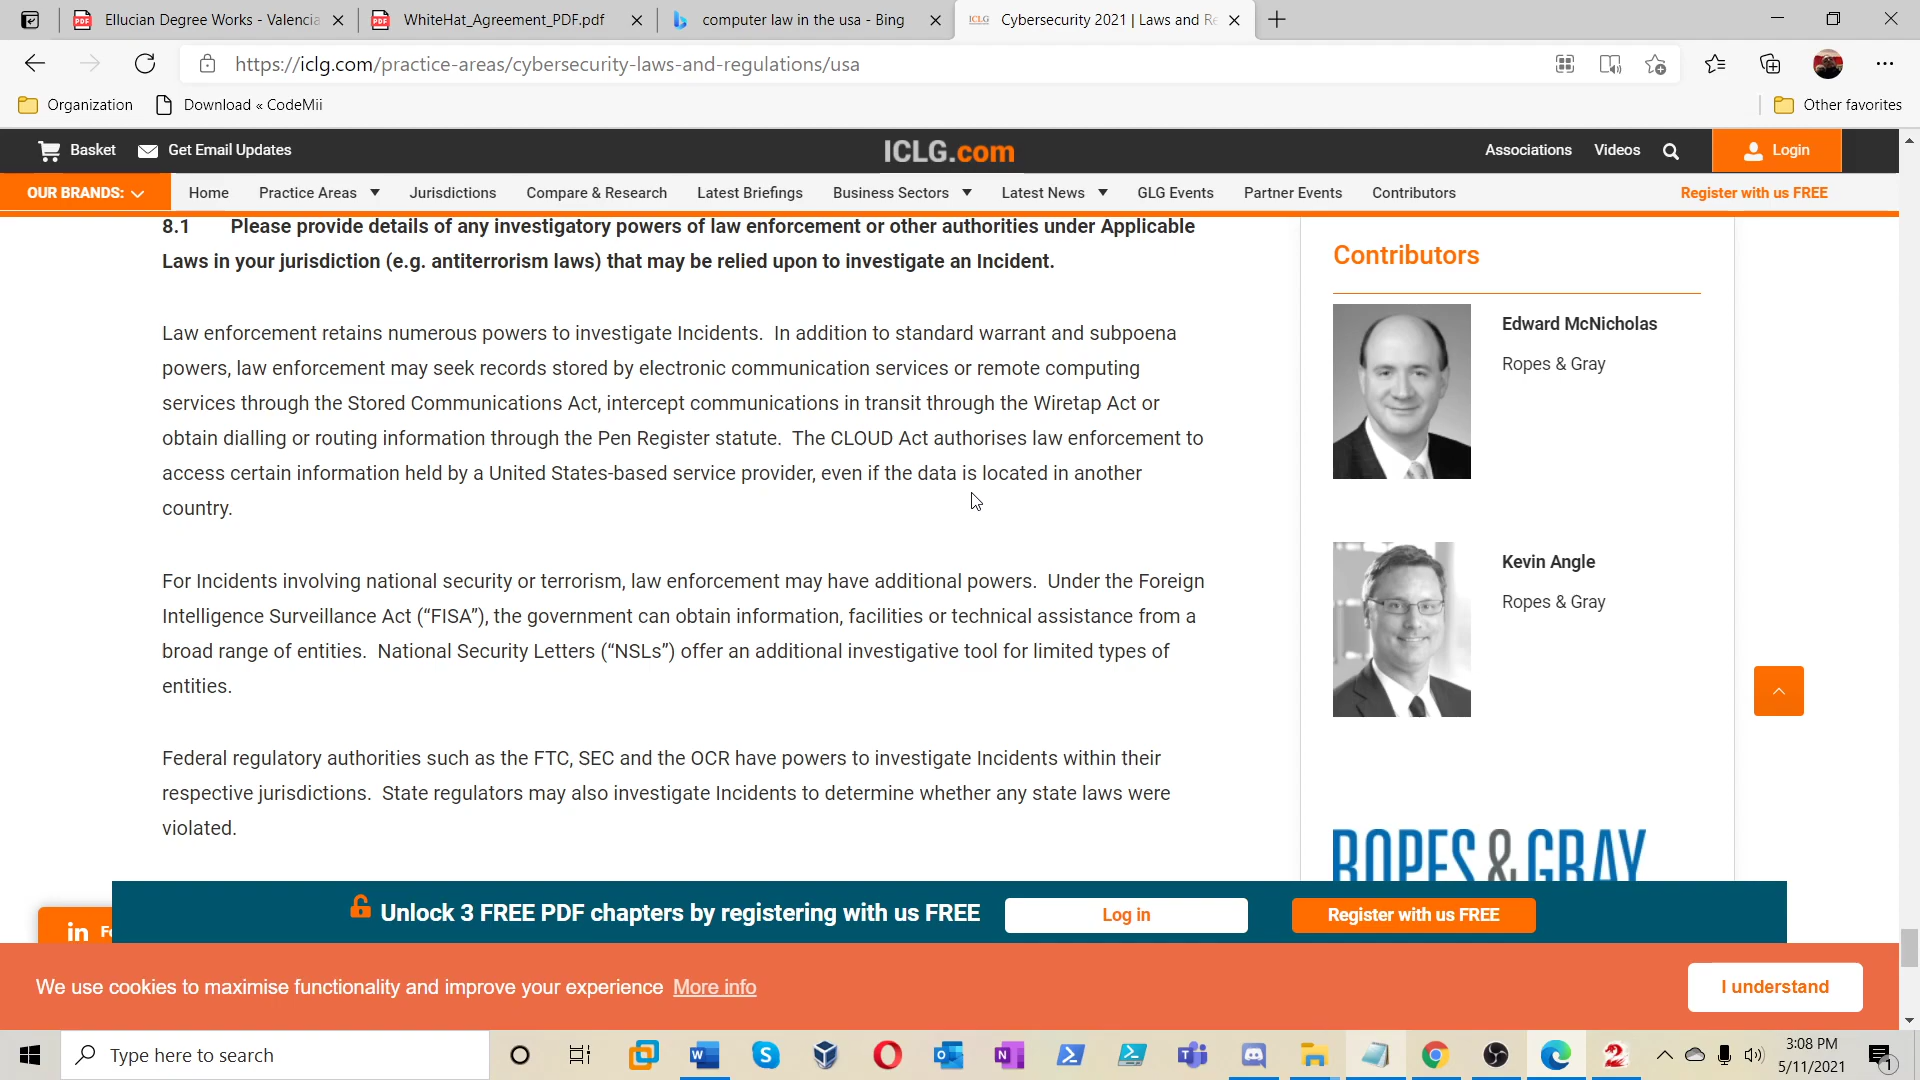 Ellucian Degree Works - Valencia
WhiteHat_Agreement_PDF.pdf
computer law in the usa - Bing
ICLG
Cybersecurity 2021 | Laws and Re
https://iclg.com/practice-areas/cybersecurity-laws-and-regulations/usa
Organization
Download « CodeMii
Other favorites
Basket
Get Email Updates
ICLG.com
Associations
Videos
Login
OUR BRANDS:
Home
Practice Areas
Jurisdictions
Compare & Research
Latest Briefings
Business Sectors
Latest News
GLG Events
Partner Events
Contributors
Register with us FREE
8.1 Please provide details of any investigatory powers of law enforcement or other authorities under Applicable
Laws in your jurisdiction (e.g. antiterrorism laws) that may be relied upon to investigate an Incident.
Law enforcement retains numerous powers to investigate Incidents. In addition to standard warrant and subpoena
powers, law enforcement may seek records stored by electronic communication services or remote computing
services through the Stored Communications Act, intercept communications in transit through the Wiretap Act or
obtain dialling or routing information through the Pen Register statute. The CLOUD Act authorises law enforcement to
access certain information held by a United States-based service provider, even if the data is located in another
country.
For Incidents involving national security or terrorism, law enforcement may have additional powers. Under the Foreign
Intelligence Surveillance Act (“FISA”), the government can obtain information, facilities or technical assistance from a
broad range of entities. National Security Letters (“NSLs”) offer an additional investigative tool for limited types of
entities.
Federal regulatory authorities such as the FTC, SEC and the OCR have powers to investigate Incidents within their
respective jurisdictions. State regulators may also investigate Incidents to determine whether any state laws were
violated.
Contributors
Edward McNicholas
Ropes & Gray
Kevin Angle
Ropes & Gray
ROPES & GRAY
in Fo
Unlock 3 FREE PDF chapters by registering with us FREE
Log in
Register with us FREE
We use cookies to maximise functionality and improve your experience More info
I understand
Type here to search
3:08 PM
5/11/2021
1